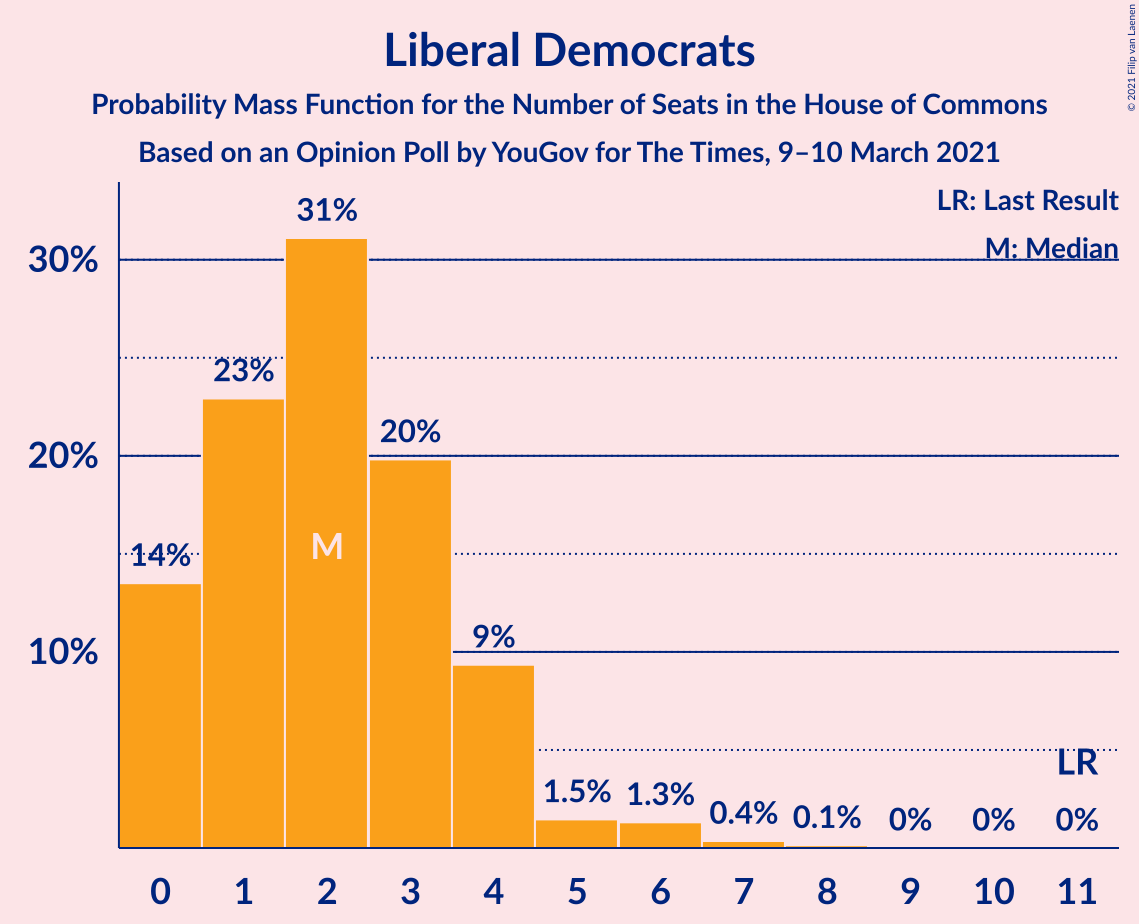 Liberal Democrats
Probability Mass Function for the Number of Seats in the House of Commons
Based on an Opinion Poll by YouGov for The Times, 9–10 March 2021
© 2021 Filip van Laenen
LR: Last Result
M: Median
30%
20%
10%
14%
23%
31%
20%
9%
1.5%
1.3%
0.4%
0.1%
0%
0%
0%
M
LR
0 1 2 3 4 5 6 7 8 9 10 11